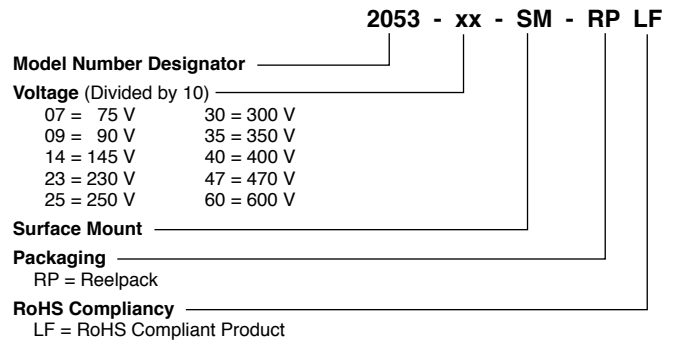 2053 - xx - SM - RP LF
Model Number Designator
Voltage (Divided by 10)
07 = 75 V 30 = 300 V
09 = 90 V 35 = 350 V
14 = 145 V 40 = 400 V
23 = 230 V 47 = 470 V
25 = 250 V 60 = 600 V
Surface Mount
Packaging
RP = Reelpack
RoHS Compliancy
LF = RoHS Compliant Product